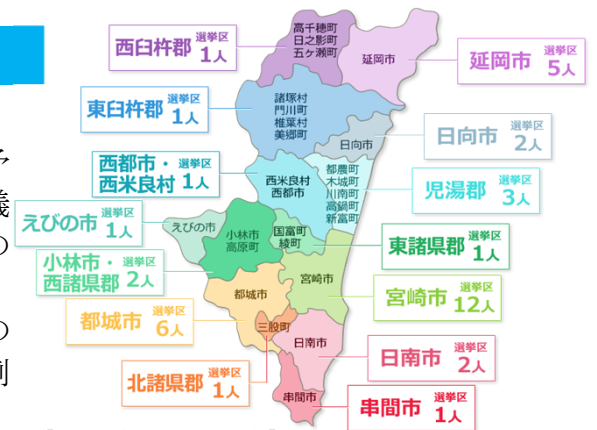 西臼杵郡 選挙区 1人
高千穂町
日之影町
五ヶ瀬町
延岡市
延岡市 選挙区 5人
東臼杵郡 選挙区 1人
諸塚村
門川町
椎葉村
美郷町
日向市
日向市 選挙区 2人
西都市・西米良村 選挙区 1人
西米良村
西都市
都農町
木城町
川南町
高鍋町
新富町
児湯郡 選挙区 3人
えびの市 選挙区 1人
えびの市
小林市
高原町
国富町
綾町
東諸県郡 選挙区 1人
小林市・西諸県郡 選挙区 2人
都城市
宮崎市
宮崎市 選挙区 12人
都城市 選挙区 6人
三股町
日南市
日南市 選挙区 2人
北諸県郡 選挙区 1人
串間市
串間市 選挙区 1人
の
の